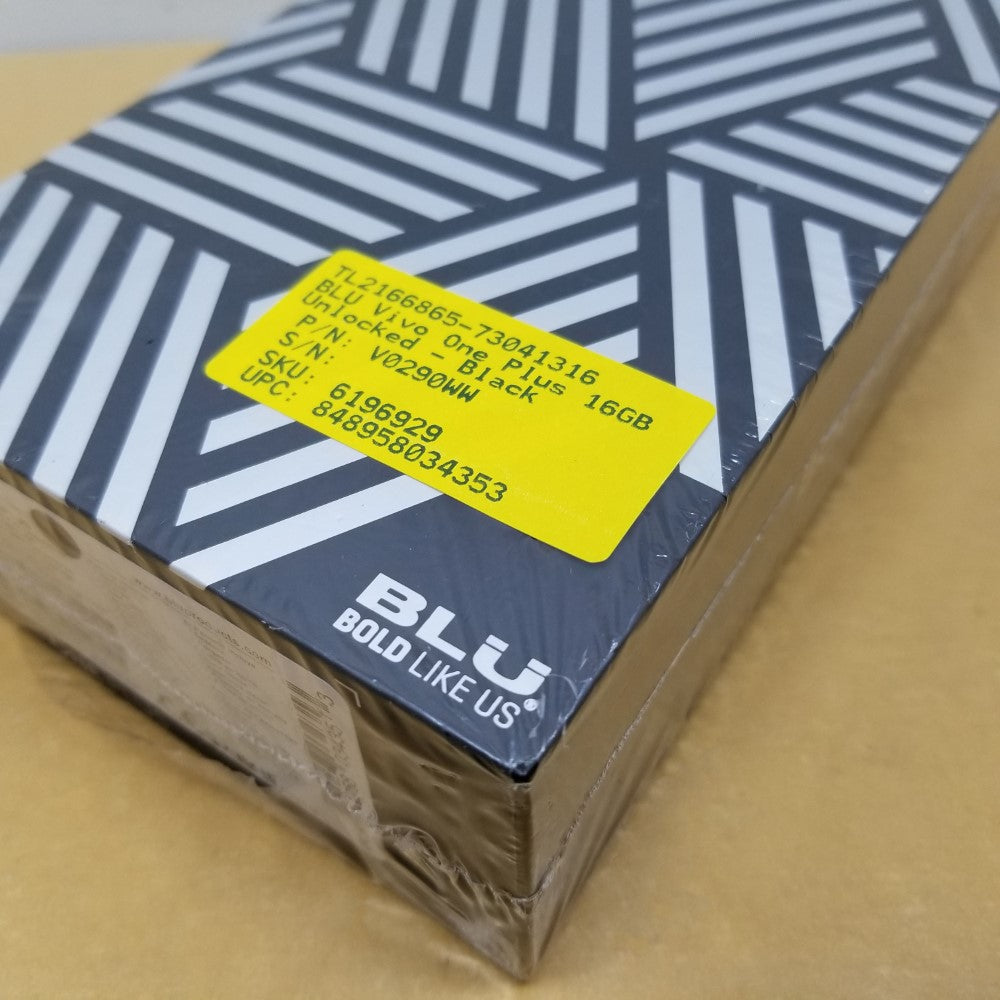 TL2166865-73041316
BLU Vivo One Plus 16GB
Unlocked - Black
P/N: V0290WW
S/N:
SKU: 6196929
UPC: 848958034353
BLU
BOLD LIKE US®